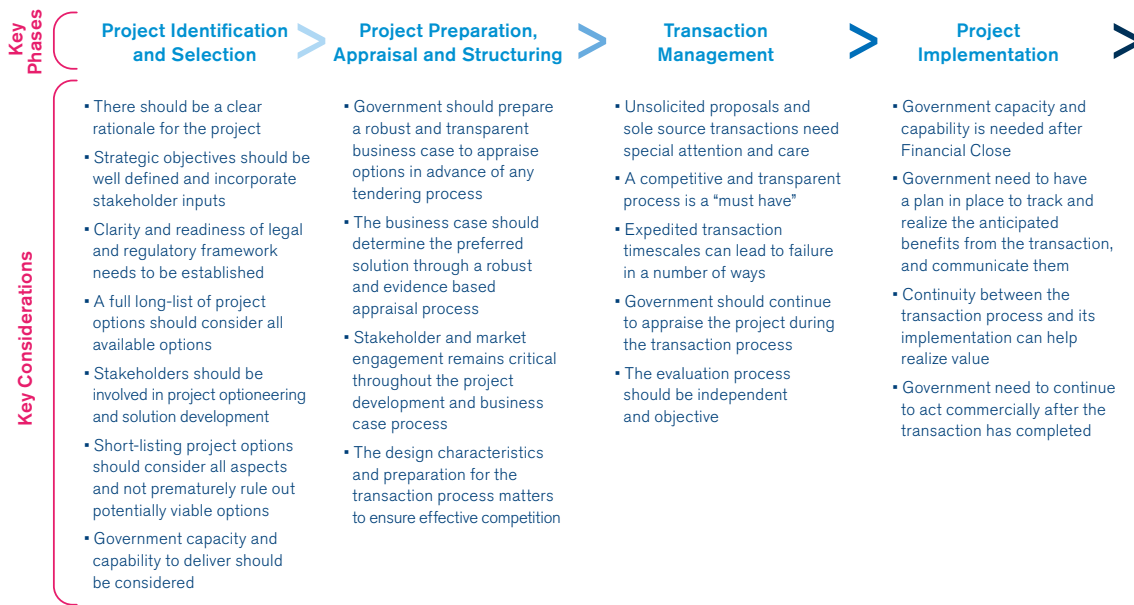 Key
Phases
Project Identification
and Selection
>
Project Preparation,
Appraisal and Structuring
>
Transaction
Management
>
Project
Implementation
>
Key Considerations
▪ There should be a clear
rationale for the project
▪ Strategic objectives should be
well defined and incorporate
stakeholder inputs
▪ Clarity and readiness of legal
and regulatory framework
needs to be established
▪ A full long-list of project
options should consider all
available options
▪ Stakeholders should be
involved in project optioneering
and solution development
▪ Short-listing project options
should consider all aspects
and not prematurely rule out
potentially viable options
▪ Government capacity and
capability to deliver should
be considered
▪ Government should prepare
a robust and transparent
business case to appraise
options in advance of any
tendering process
▪ The business case should
determine the preferred
solution through a robust
and evidence based
appraisal process
▪ Stakeholder and market
engagement remains critical
throughout the project
development and business
case process
▪ The design characteristics
and preparation for the
transaction process matters
to ensure effective competition
▪ Unsolicited proposals and
sole source transactions need
special attention and care
▪ A competitive and transparent
process is a “must have”
▪ Expedited transaction
timescales can lead to failure
in a number of ways
▪ Government should continue
to appraise the project during
the transaction process
▪ The evaluation process
should be independent
and objective
▪ Government capacity and
capability is needed after
Financial Close
▪ Government need to have
a plan in place to track and
realize the anticipated
benefits from the transaction,
and communicate them
▪ Continuity between the
transaction process and its
implementation can help
realize value
▪ Government need to continue
to act commercially after the
transaction has completed